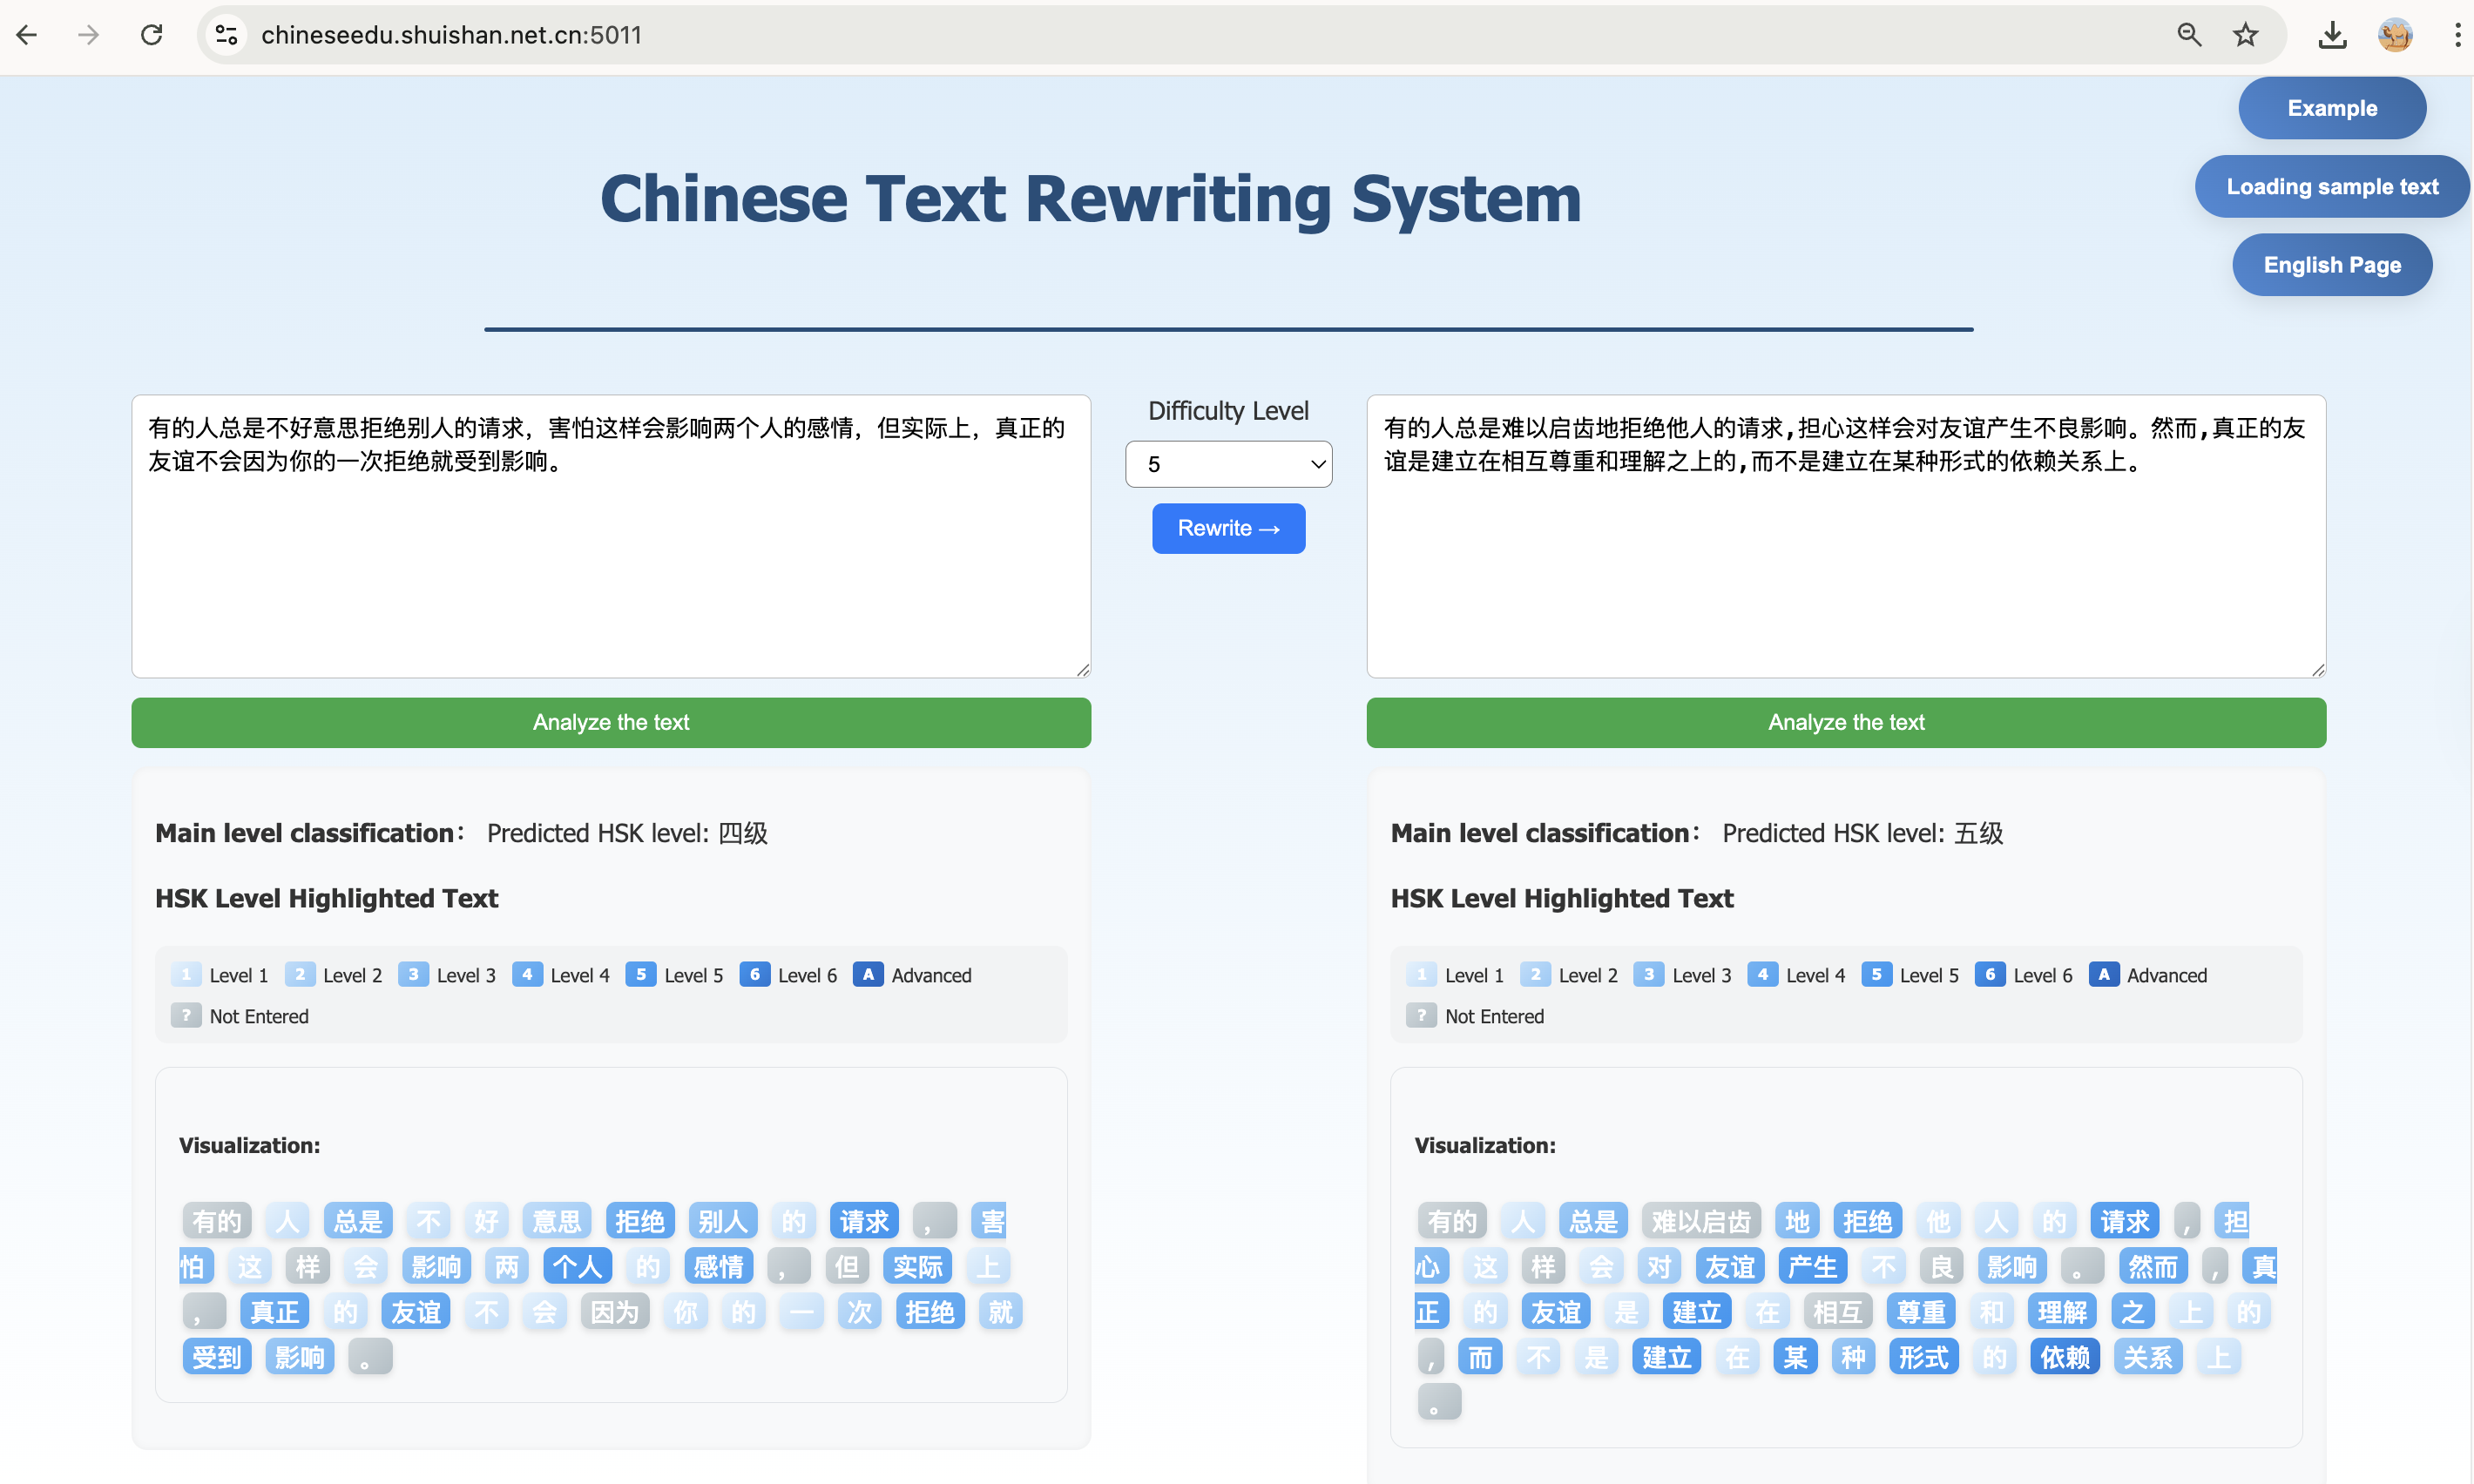 chineseedu.shuishan.net.cn:5011
Example
Loading sample text
English Page
Chinese Text Rewriting System
有的人总是不好意思拒绝别人的请求，害怕这样会影响两个人的感情，但实际上，真正的
友谊不会因为你的一次拒绝就受到影响。
Difficulty Level
5
Rewrite →
有的人总是难以启齿地拒绝他人的请求,担心这样会对友谊产生不良影响。然而,真正的友
谊是建立在相互尊重和理解之上的,而不是建立在某种形式的依赖关系上。
Analyze the text
Analyze the text
Main level classification： Predicted HSK level: 四级
HSK Level Highlighted Text
1 Level 1 2 Level 2 3 Level 3 4 Level 4 5 Level 5 6 Level 6 A Advanced
? Not Entered
Visualization:
有的 人 总是 不 好 意思 拒绝 别人 的 请求 ， 害
怕 这 样 会 影响 两 个人 的 感情 ， 但 实际 上
， 真正 的 友谊 不 会 因为 你 的 一 次 拒绝 就
受到 影响 。
Main level classification： Predicted HSK level: 五级
HSK Level Highlighted Text
1 Level 1 2 Level 2 3 Level 3 4 Level 4 5 Level 5 6 Level 6 A Advanced
? Not Entered
Visualization:
有的 人 总是 难以启齿 地 拒绝 他 人 的 请求 , 担
心 这 样 会 对 友谊 产生 不 良 影响 。 然而 , 真
正 的 友谊 是 建立 在 相互 尊重 和 理解 之 上 的
, 而 不 是 建立 在 某 种 形式 的 依赖 关系 上
。